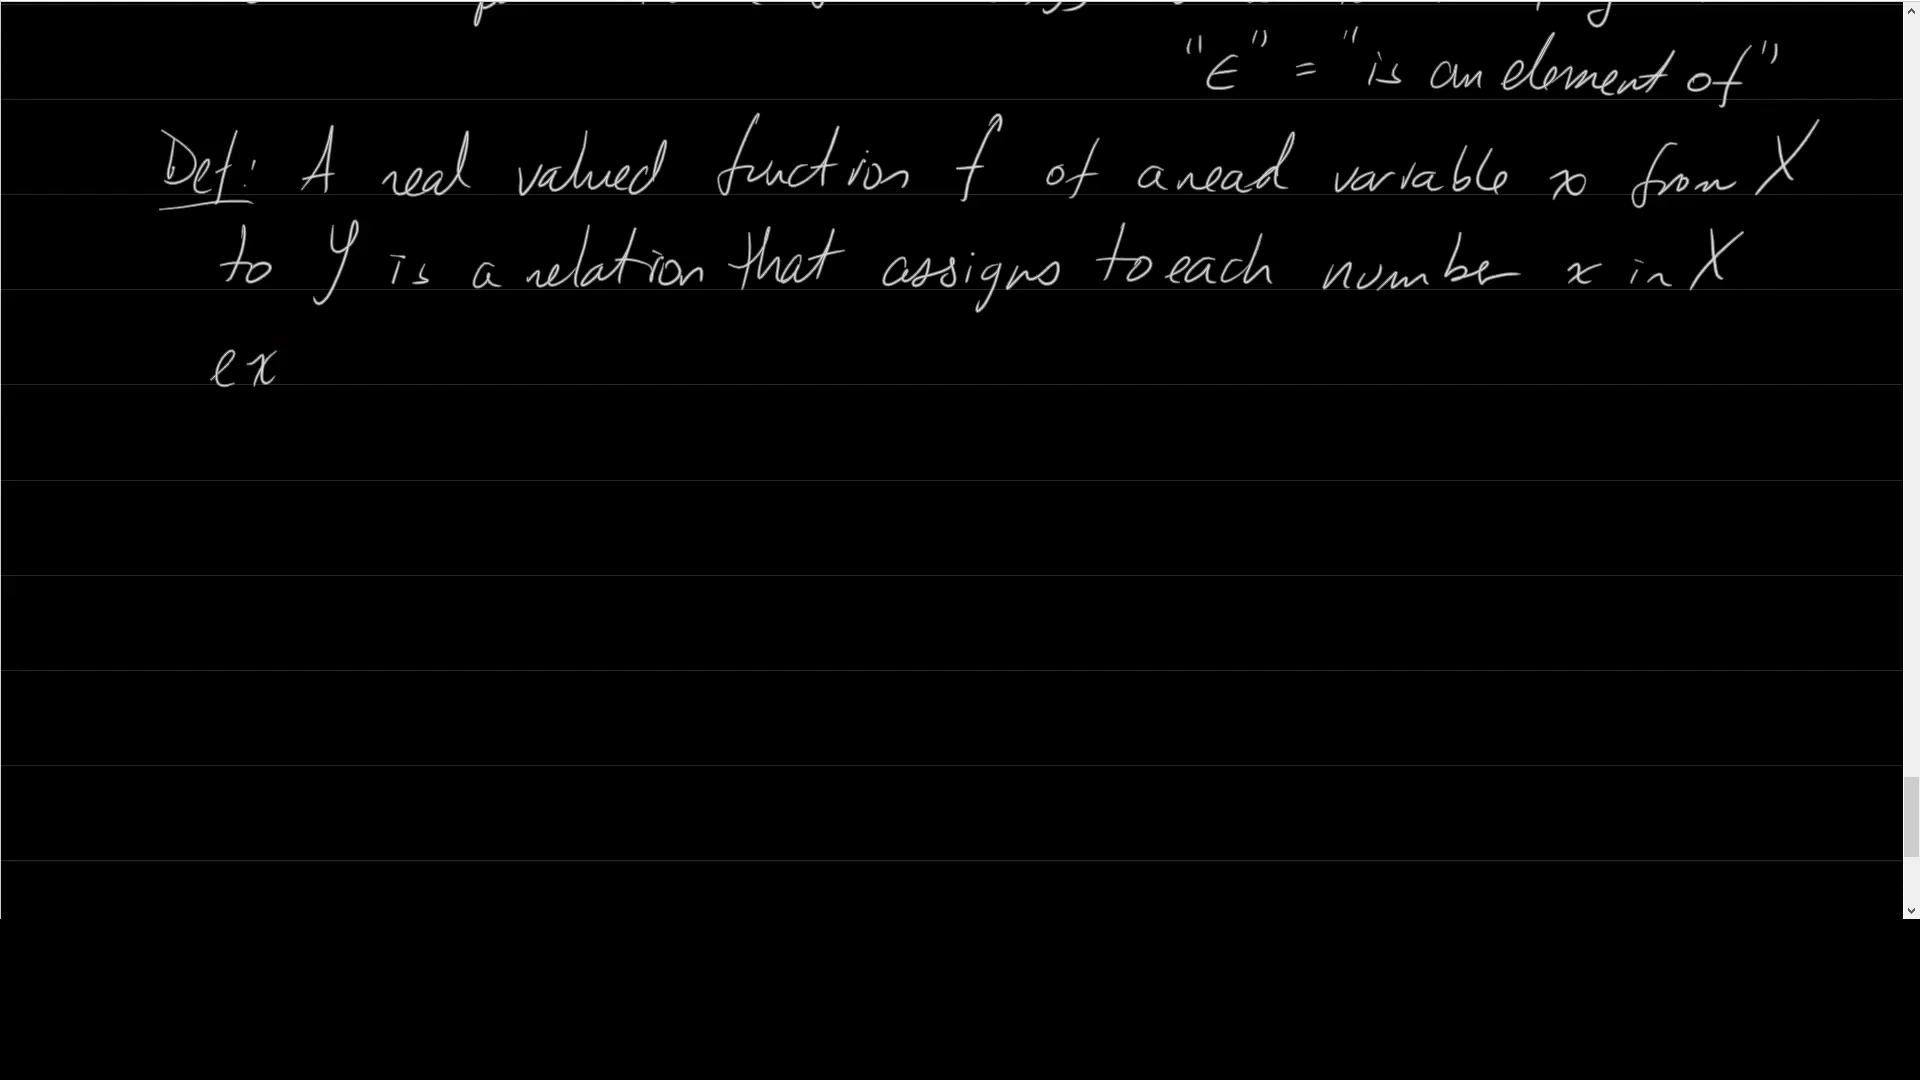 "∈" = "is an element of"
Def: A real valued function f of a read variable x from X
to Y is a relation that assigns to each number x in X
ex